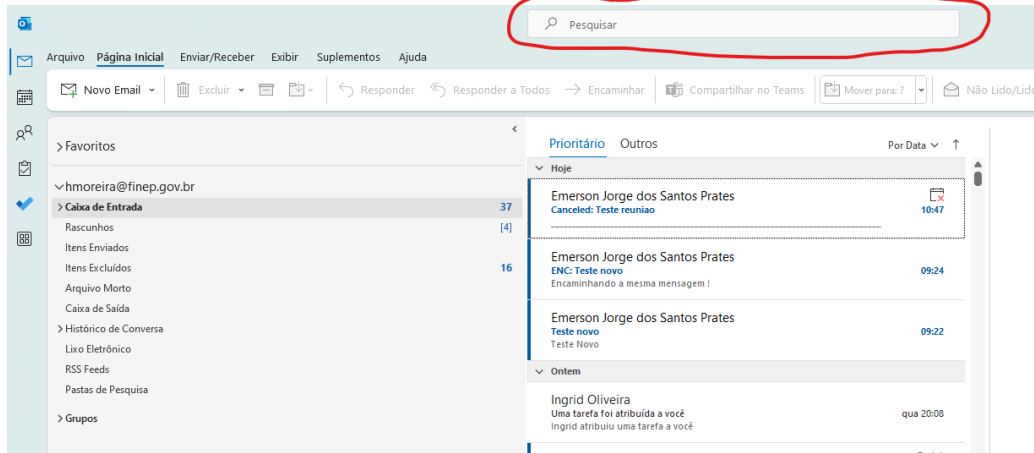 Pesquisar
Arquivo Página Inicial Enviar/Receber Exibir Suplementos Ajuda
Novo Email Excluir Responder Responder a Todos Encaminhar Compartilhar no Teams Mover para: ? Não Lido/Lido
Favoritos
hmoreira@finep.gov.br
Caixa de Entrada 37
Rascunhos [4]
Itens Enviados
Itens Excluídos 16
Arquivo Morto
Caixa de Saída
Histórico de Conversa
Lixo Eletrônico
RSS Feeds
Pastas de Pesquisa
Grupos
Prioritário Outros Por Data
Hoje
Emerson Jorge dos Santos Prates
Canceled: Teste reuniao 10:47
Emerson Jorge dos Santos Prates
ENC: Teste novo 09:24
Encaminhando a mesma mensagem !
Emerson Jorge dos Santos Prates
Teste novo 09:22
Teste Novo
Ontem
Ingrid Oliveira
Uma tarefa foi atribuída a você qua 20:08
Ingrid atribuiu uma tarefa a você